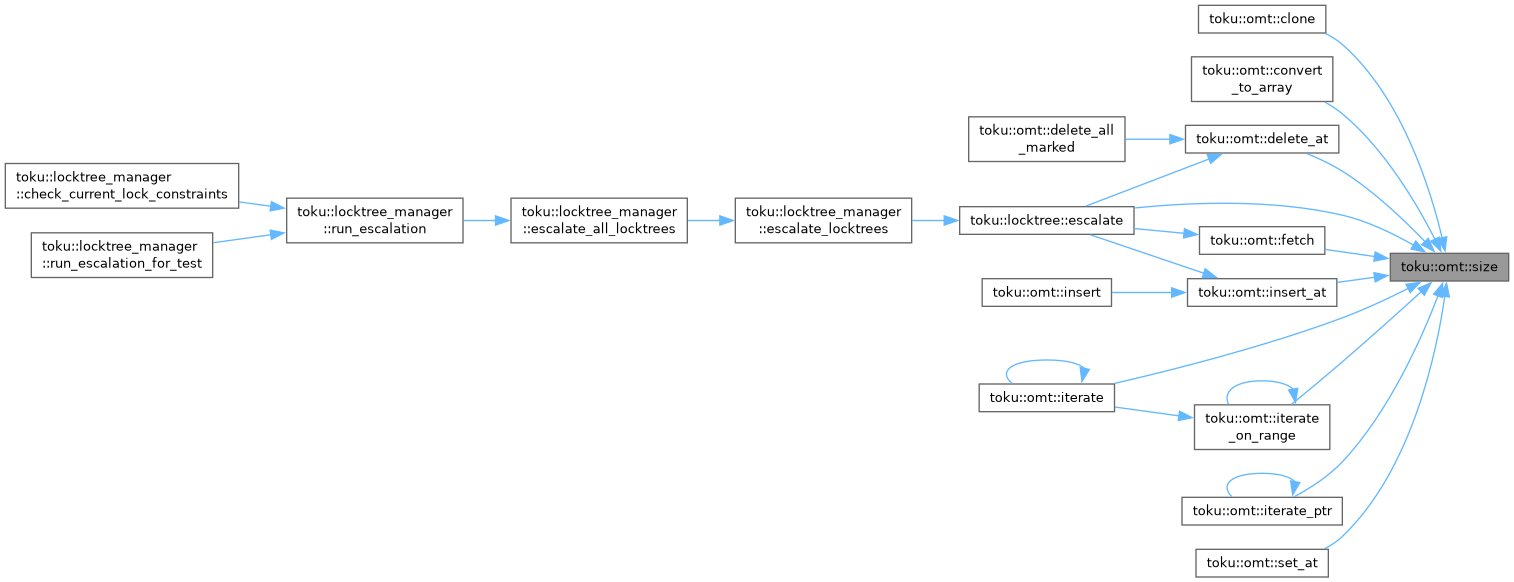 toku::omt::clone
toku::omt::convert
_to_array
toku::omt::delete_all
_marked
toku::omt::delete_at
toku::locktree_manager
::check_current_lock_constraints
toku::locktree_manager
::run_escalation
toku::locktree_manager
::escalate_all_locktrees
toku::locktree_manager
::escalate_locktrees
toku::locktree::escalate
toku::omt::fetch
toku::locktree_manager
::run_escalation_for_test
toku::omt::size
toku::omt::insert
toku::omt::insert_at
toku::omt::iterate
toku::omt::iterate
_on_range
toku::omt::iterate_ptr
toku::omt::set_at